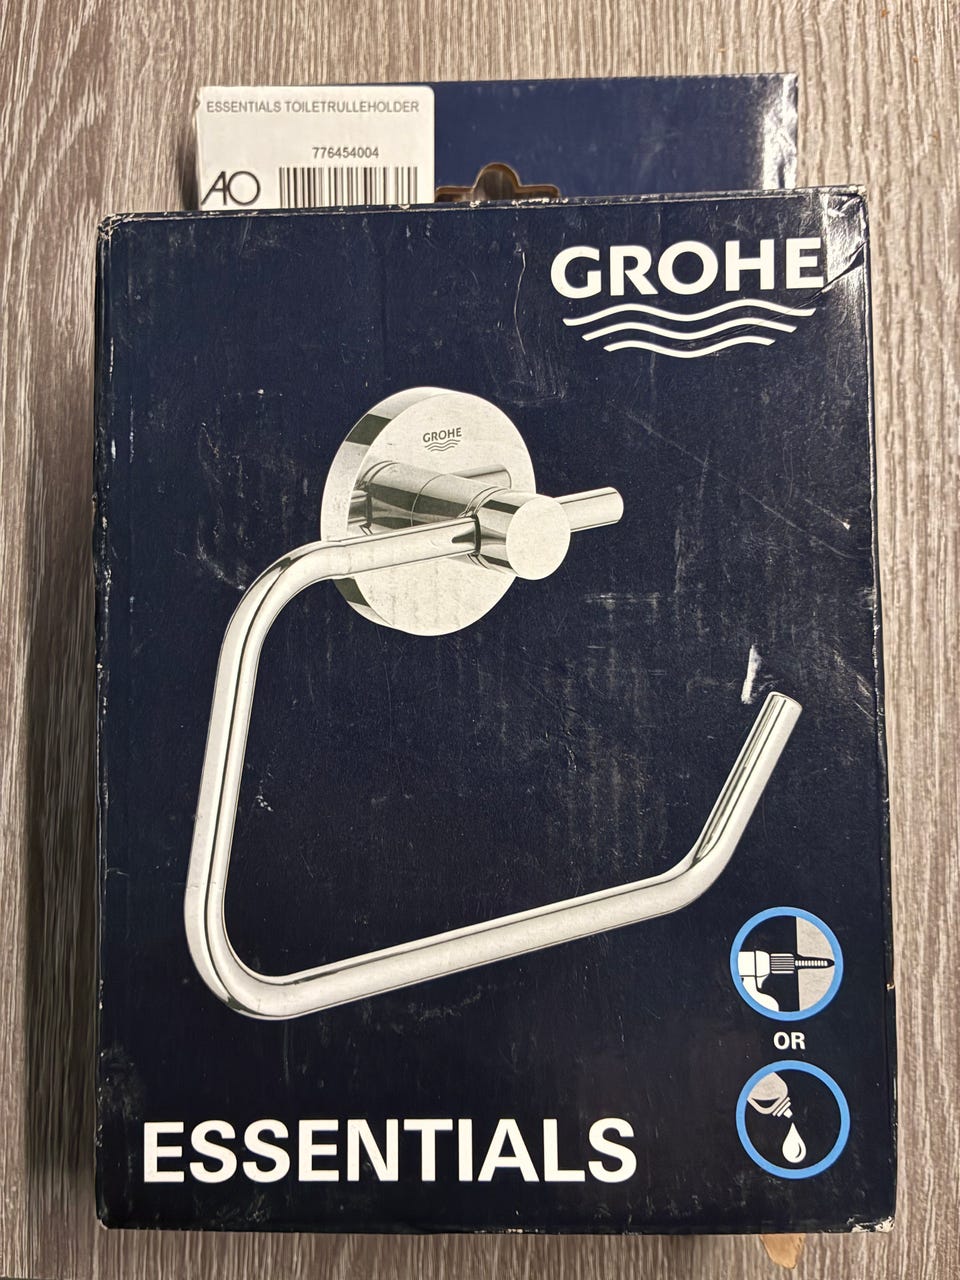 ESSENTIALS TOILETRULLEHOLDER
776454004
AO
GROHE
GROHE
OR
ESSENTIALS